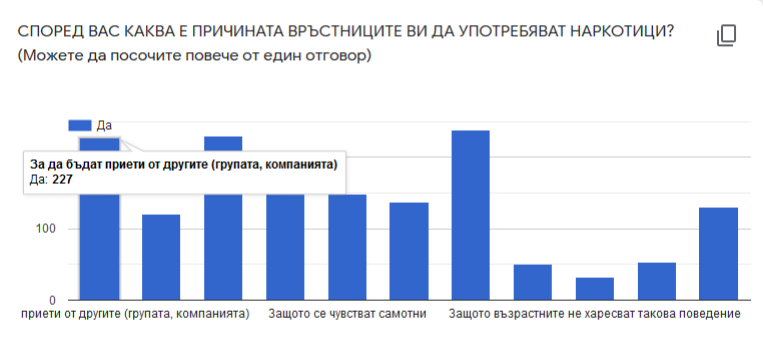 СПОРЕД ВАС КАКВА Е ПРИЧИНАТА ВРЪСТНИЦИТЕ ВИ ДА УПОТРЕБЯВАТ НАРКОТИЦИ?
(Можете да посочите повече от един отговор)
Да
За да бъдат приети от другите (групата, компанията)
Да: 227
100
0
приети от другите (групата, компанията) Защото се чувстват самотни Защото възрастните не харесват такова поведение